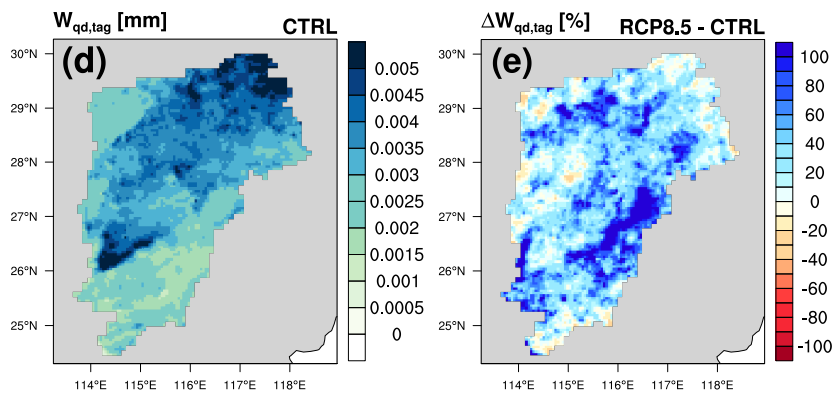 W_qd,tag [mm] CTRL
(d)
30°N
29°N
28°N
27°N
26°N
25°N
114°E 115°E 116°E 117°E 118°E
0.005
0.0045
0.004
0.0035
0.003
0.0025
0.002
0.0015
0.001
0.0005
0
ΔW_qd,tag [%] RCP8.5 - CTRL
(e)
30°N
29°N
28°N
27°N
26°N
25°N
114°E 115°E 116°E 117°E 118°E
100
80
60
40
20
0
-20
-40
-60
-80
-100